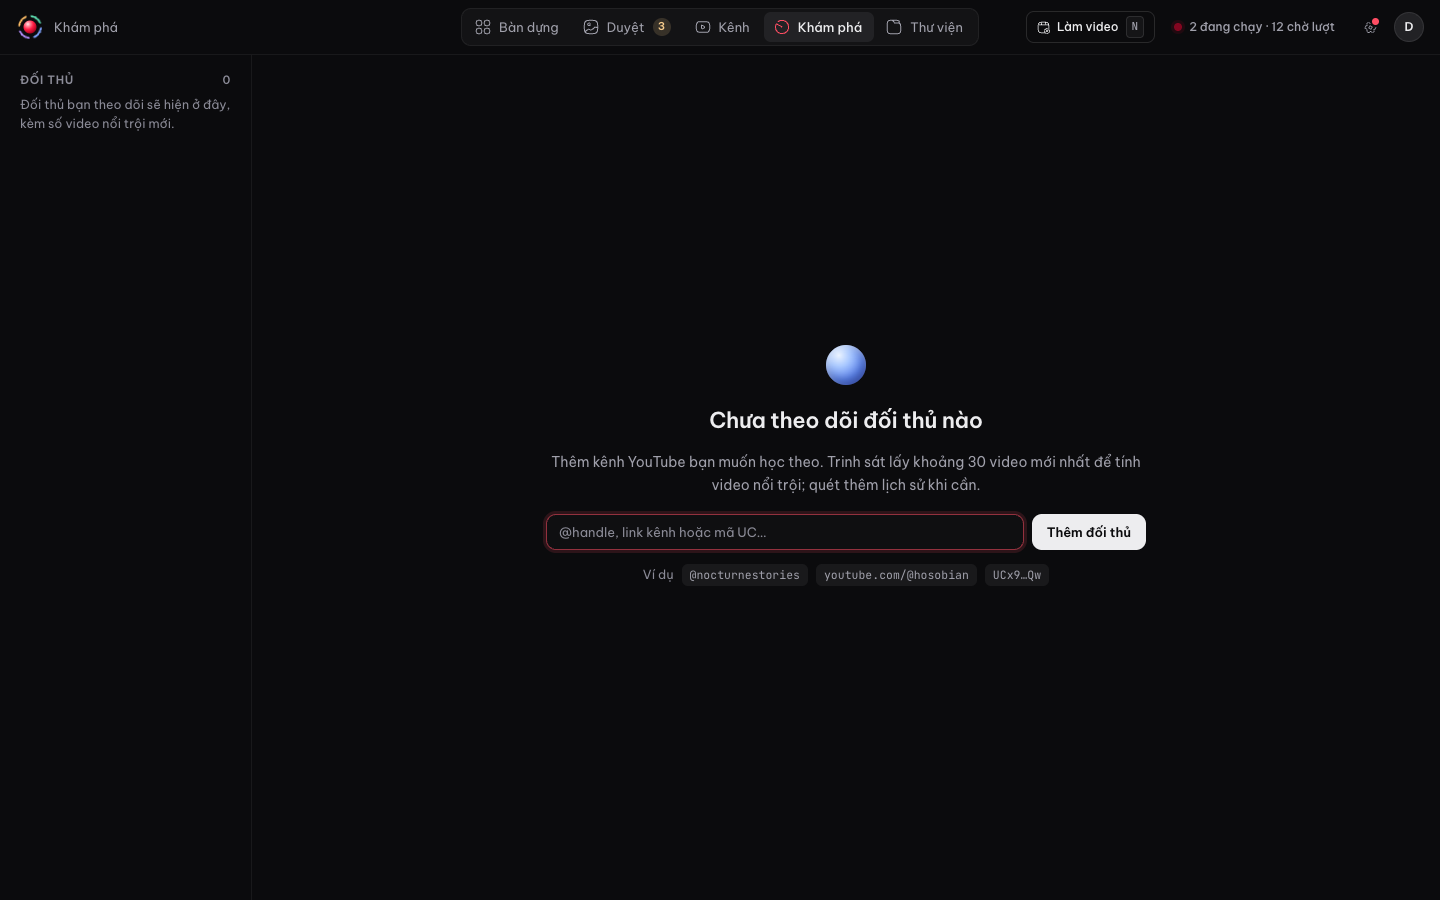 Khám phá
Bàn dựng
Duyệt 3
Kênh
Khám phá
Thư viện
Làm video N
2 đang chạy · 12 chờ lượt
D
ĐỐI THỦ 0
Đối thủ bạn theo dõi sẽ hiện ở đây,
kèm số video nổi trội mới.
Chưa theo dõi đối thủ nào
Thêm kênh YouTube bạn muốn học theo. Trinh sát lấy khoảng 30 video mới nhất để tính
video nổi trội; quét thêm lịch sử khi cần.
@handle, link kênh hoặc mã UC…
Thêm đối thủ
Ví dụ @nocturnestories youtube.com/@hosobian UCx9…Qw